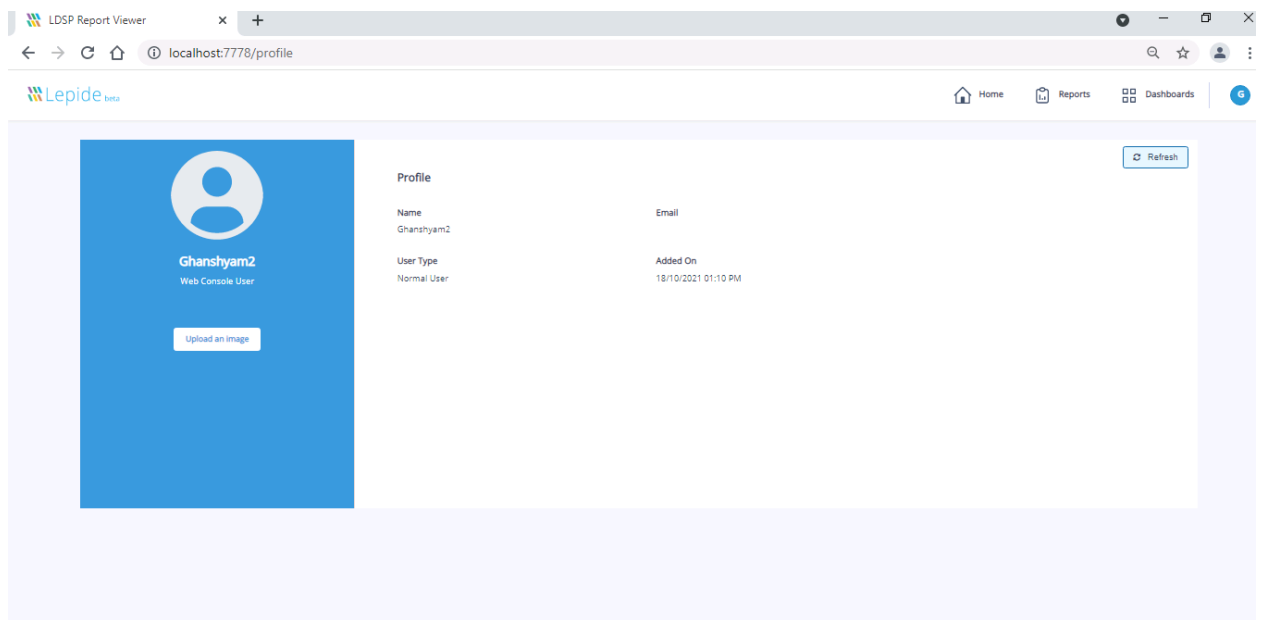 LDSP Report Viewer
localhost:7778/profile
Lepide beta
Home Reports Dashboards G
Refresh
Ghanshyam2
Web Console User
Upload an image
Profile
Name Email
Ghanshyam2
User Type Added On
Normal User 18/10/2021 01:10 PM